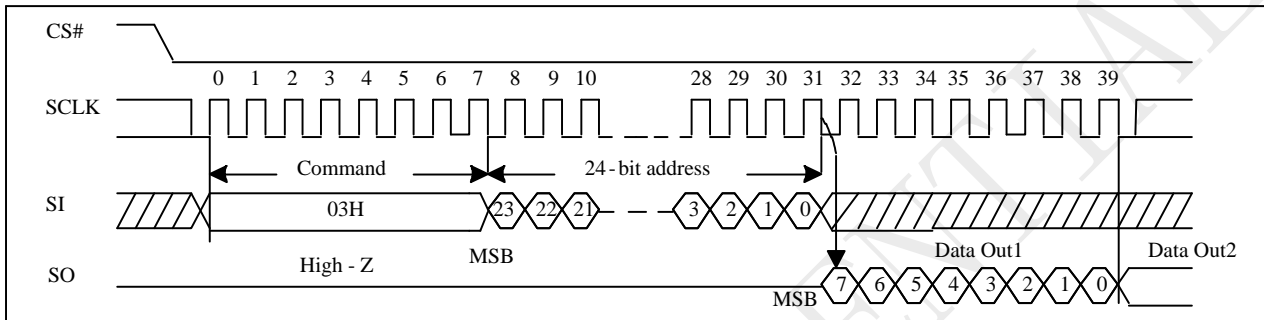 CS#
0 1 2 3 4 5 6 7 8 9 10 28 29 30 31 32 33 34 35 36 37 38 39
SCLK
Command 24-bit address
SI 03H 23 22 21 3 2 1 0
High - Z MSB Data Out1 Data Out2
SO MSB 7 6 5 4 3 2 1 0